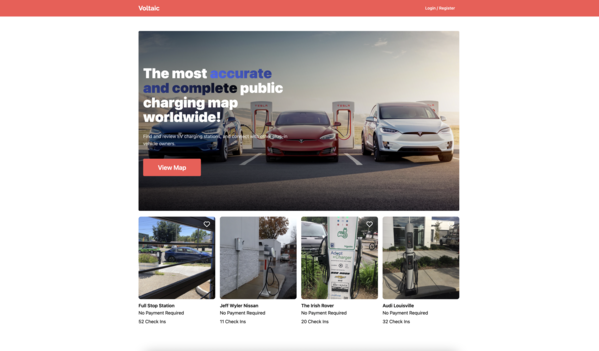 Voltaic
Login / Register
The most accurate
and complete public
charging map
worldwide!
Find and review EV charging stations, and connect with other
vehicle owners.
View Map
Full Stop Station
No Payment Required
52 Check Ins
Jeff Wyler Nissan
No Payment Required
11 Check Ins
The Irish Rover
No Payment Required
20 Check Ins
Audi Louisville
No Payment Required
32 Check Ins